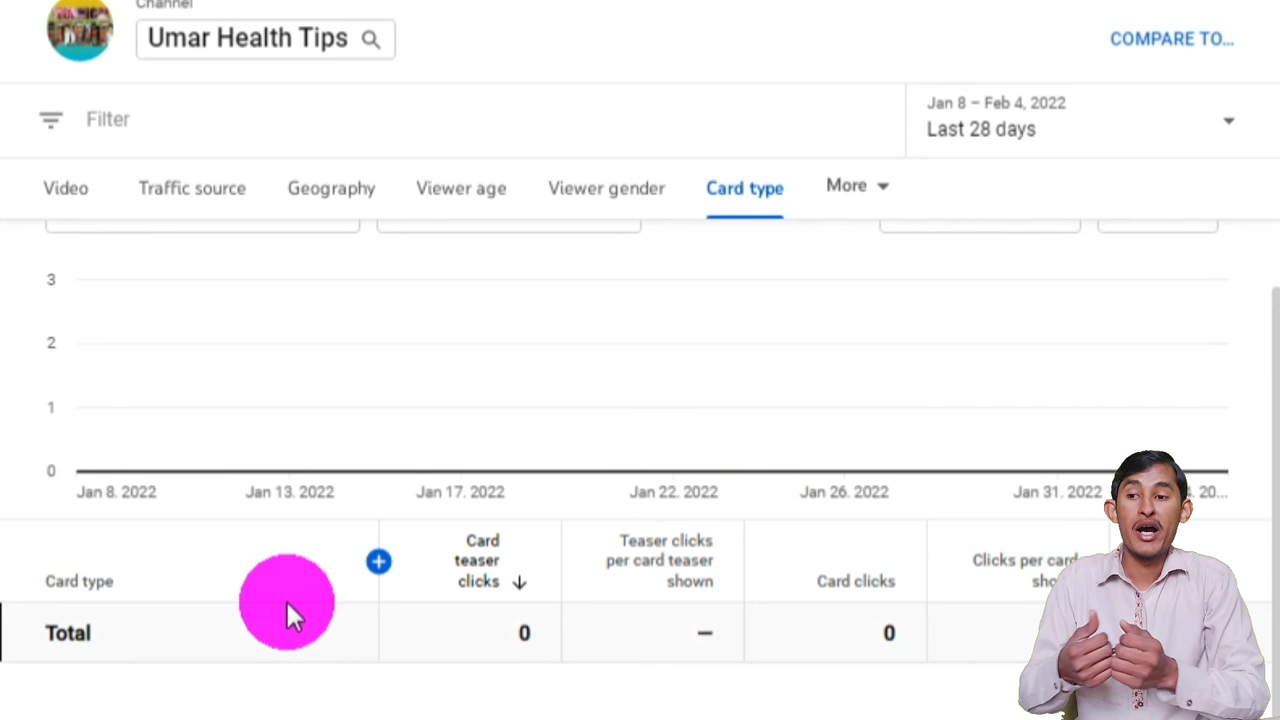 Channel
Umar Health Tips
COMPARE TO...
Filter
Jan 8 – Feb 4, 2022
Last 28 days
Video Traffic source Geography Viewer age Viewer gender Card type More
3
2
1
0
Jan 8, 2022 Jan 13, 2022 Jan 17, 2022 Jan 22, 2022 Jan 26, 2022 Jan 31, 2022 4, 20...
Card type
Card
teaser
clicks
Teaser clicks
per card teaser
shown
Card clicks
Clicks per card
Total 0 – 0